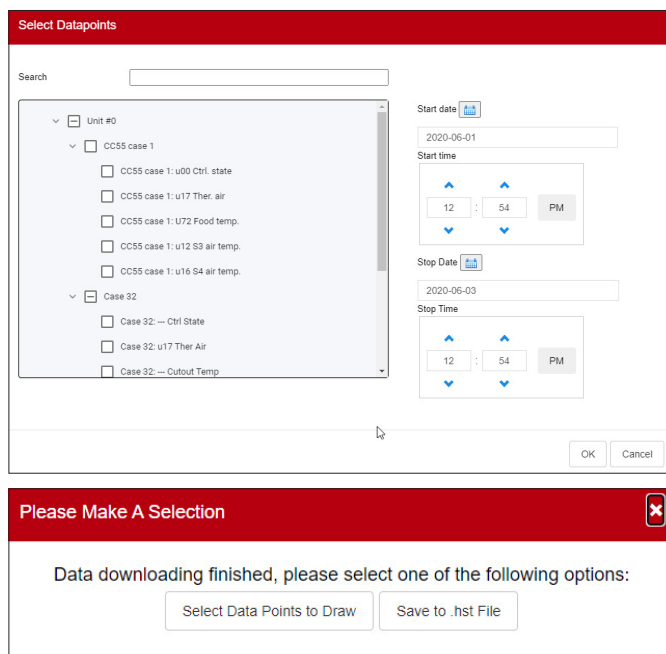 Select Datapoints
Search
Unit #0
CC55 case 1
CC55 case 1: u00 Ctrl. state
CC55 case 1: u17 Ther. air
CC55 case 1: U72 Food temp.
CC55 case 1: u12 S3 air temp.
CC55 case 1: u16 S4 air temp.
Case 32
Case 32: --- Ctrl State
Case 32: u17 Ther Air
Case 32: --- Cutout Temp
Start date
2020-06-01
Start time
12 : 54 PM
Stop Date
2020-06-03
Stop Time
12 : 54 PM
OK Cancel
Please Make A Selection
Data downloading finished, please select one of the following options:
Select Data Points to Draw Save to .hst File